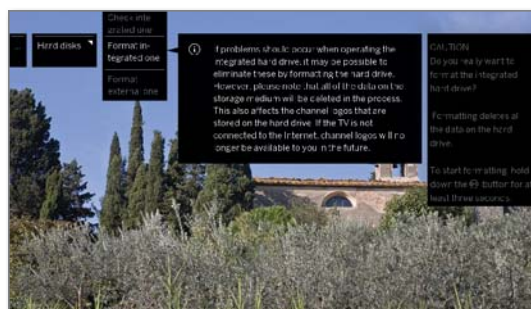 ...
Hard disks
Check inte
grated one
Format in-
tegrated one
Format
external one
If problems should occur when operating the
integrated hard drive, it may be possible to
eliminate these by formatting the hard drive.
However, please note that all of the data on the
storage medium will be deleted in the process.
This also affects the channel logos that are
stored on the hard drive. If the TV is not
connected to the Internet, channel logos will no
longer be available to you in the future.
CAUTION
Do you really want to
format the integrated
hard drive?
Formatting deletes al
the data on the hard
drive.
To start formatting, hold
down the button for at
least three seconds